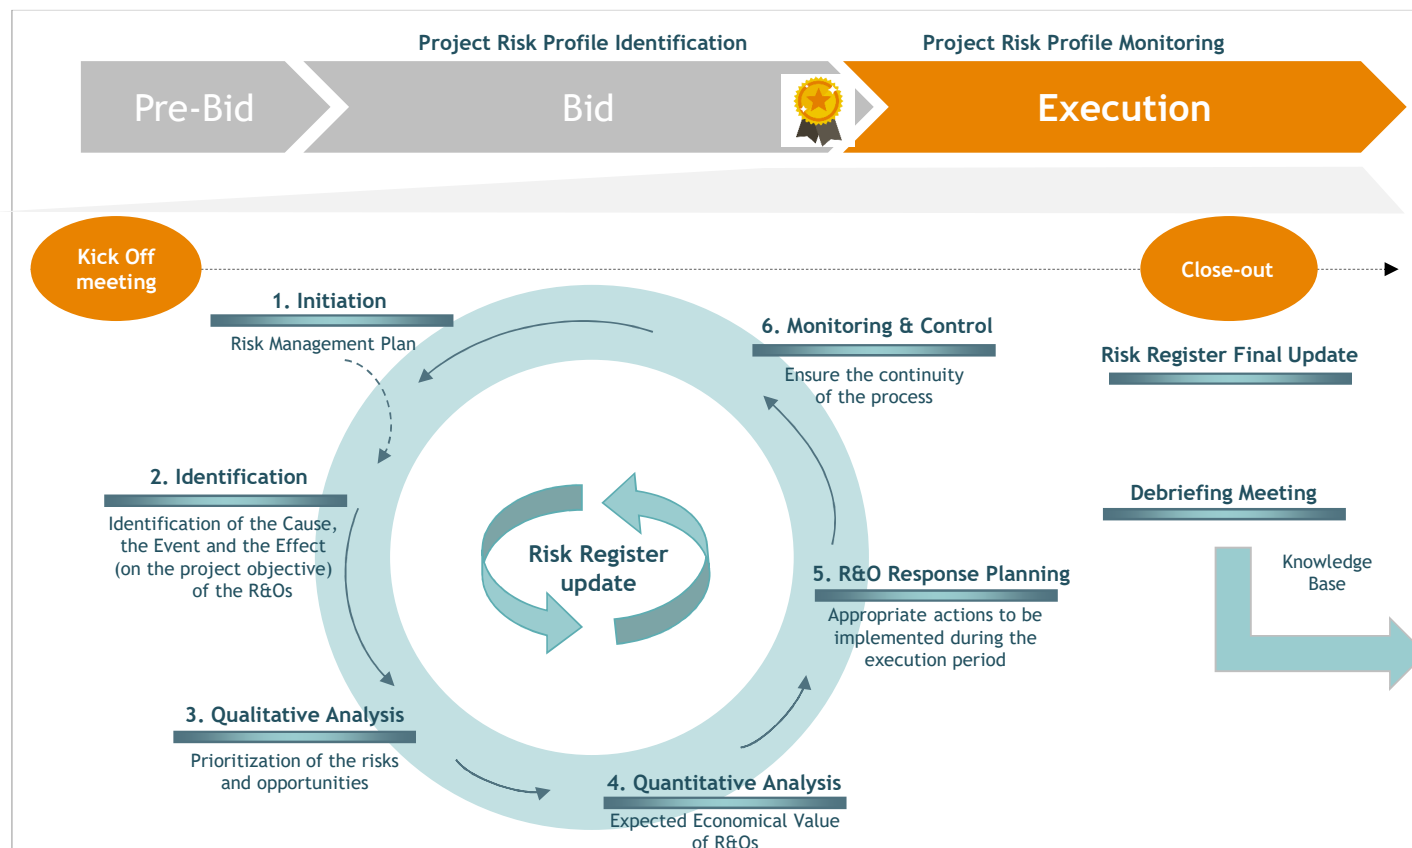 Project Risk Profile Identification
Project Risk Profile Monitoring
Pre-Bid
Bid
Execution
Kick Off
meeting
Close-out
1. Initiation
Risk Management Plan
6. Monitoring & Control
Ensure the continuity
of the process
Risk Register Final Update
2. Identification
Identification of the Cause,
the Event and the Effect
(on the project objective)
of the R&Os
Risk Register
update
Debriefing Meeting
Knowledge
Base
5. R&O Response Planning
Appropriate actions to be
implemented during the
execution period
3. Qualitative Analysis
Prioritization of the risks
and opportunities
4. Quantitative Analysis
Expected Economical Value
of R&Os